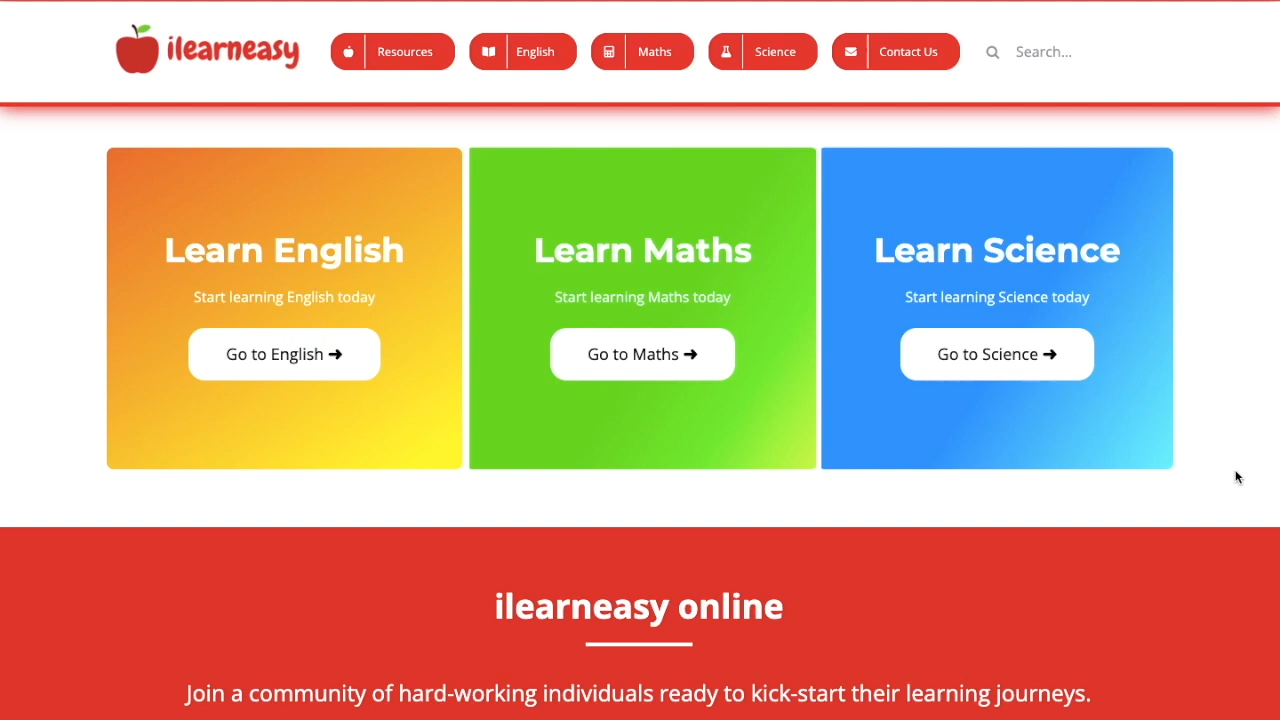 ilearneasy
Resources
English
Maths
Science
Contact Us
Search...
Learn English
Start learning English today
Go to English ➜
Learn Maths
Start learning Maths today
Go to Maths ➜
Learn Science
Start learning Science today
Go to Science ➜
ilearneasy online
Join a community of hard-working individuals ready to kick-start their learning journeys.